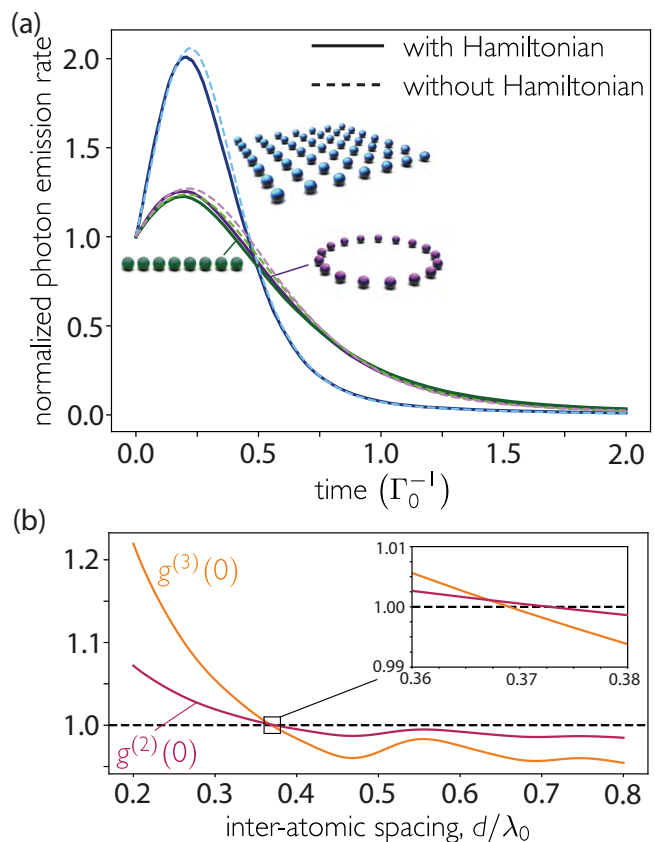 (a)
normalized photon emission rate
2.0
1.5
1.0
0.5
0.0
with Hamiltonian
without Hamiltonian
0.0 0.5 1.0 1.5 2.0
time (Γ₀⁻¹)
(b)
1.2
1.1
1.0
g⁽³⁾(0)
g⁽²⁾(0)
1.01
1.00
0.99
0.36 0.37 0.38
0.2 0.3 0.4 0.5 0.6 0.7 0.8
inter-atomic spacing, d/λ₀